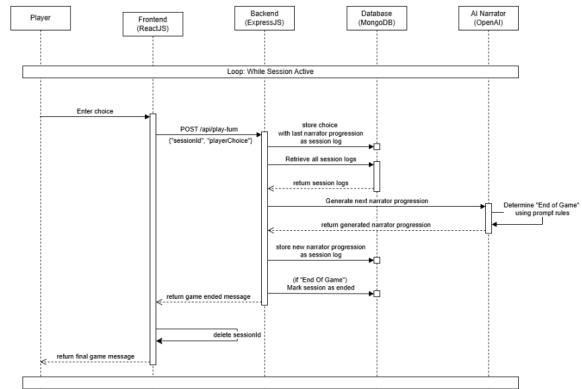 Player
Frontend
(ReactJS)
Backend
(ExpressJS)
Database
(MongoDB)
AI Narrator
(OpenAI)
Loop: While Session Active
Enter choice
POST /api/play-turn
{"sessionId", "playerChoice"}
store choice
with last narrator progression
as session log
Retrieve all session logs
return session logs
Generate next narrator progression
Determine "End of Game"
using prompt rules
return generated narrator progression
store new narrator progression
as session log
(if "End Of Game")
Mark session as ended
return game ended message
delete sessionId
return final game message